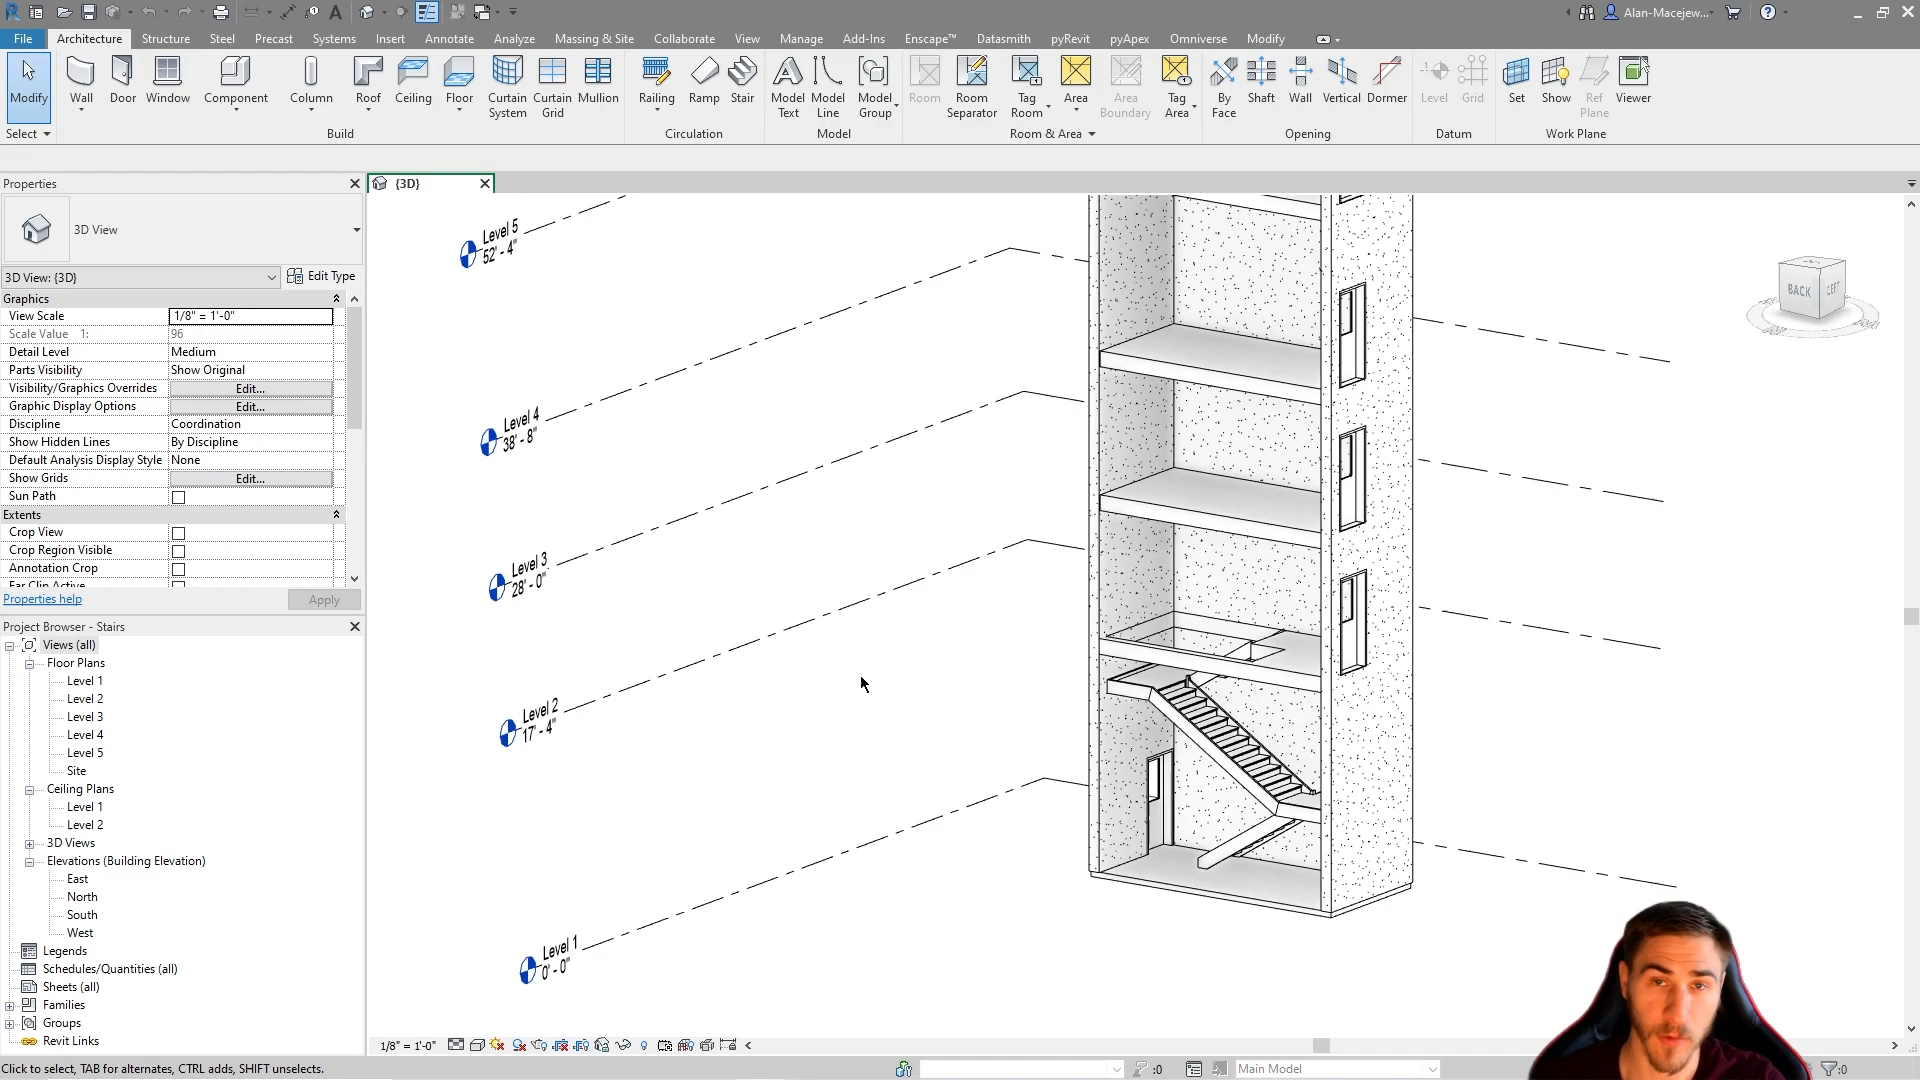 Alan-Macejew...
File
Architecture
Structure
Steel
Precast
Systems
Insert
Annotate
Analyze
Massing & Site
Collaborate
View
Manage
Add-Ins
Enscape™
Datasmith
pyRevit
pyApex
Omniverse
Modify
Modify
Wall
Door
Window
Component
Column
Roof
Ceiling
Floor
Curtain System
Curtain Grid
Mullion
Railing
Ramp
Stair
Model Text
Model Line
Model Group
Room
Room Separator
Tag Room
Area
Area Boundary
Tag Area
By Face
Shaft
Wall
Vertical
Dormer
Level
Grid
Set
Show
Ref Plane
Viewer
Select
Build
Circulation
Model
Room & Area
Opening
Datum
Work Plane
Properties
{3D}
3D View
3D View: {3D}
Edit Type
Graphics
View Scale 1/8" = 1'-0"
Scale Value 1: 96
Detail Level Medium
Parts Visibility Show Original
Visibility/Graphics Overrides Edit...
Graphic Display Options Edit...
Discipline Coordination
Show Hidden Lines By Discipline
Default Analysis Display Style None
Show Grids Edit...
Sun Path
Extents
Crop View
Crop Region Visible
Annotation Crop
Far Clip Active
Properties help
Apply
Project Browser - Stairs
Views (all)
Floor Plans
Level 1
Level 2
Level 3
Level 4
Level 5
Site
Ceiling Plans
Level 1
Level 2
3D Views
Elevations (Building Elevation)
East
North
South
West
Legends
Schedules/Quantities (all)
Sheets (all)
Families
Groups
Revit Links
Level 5
52' - 4"
Level 4
38' - 8"
Level 3
28' - 0"
Level 2
17' - 4"
Level 1
0' - 0"
BACK
LEFT
1/8" = 1'-0"
Click to select, TAB for alternates, CTRL adds, SHIFT unselects.
:0
Main Model
:0